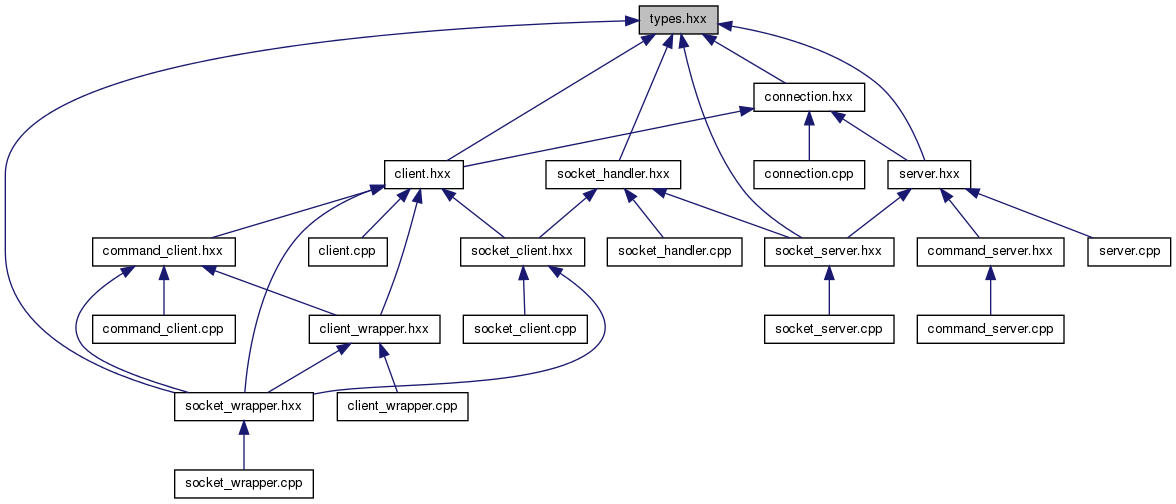 types.hxx
connection.hxx
client.hxx
socket_handler.hxx
connection.cpp
server.hxx
command_client.hxx
client.cpp
socket_client.hxx
socket_handler.cpp
socket_server.hxx
command_server.hxx
server.cpp
command_client.cpp
client_wrapper.hxx
socket_client.cpp
socket_server.cpp
command_server.cpp
socket_wrapper.hxx
client_wrapper.cpp
socket_wrapper.cpp